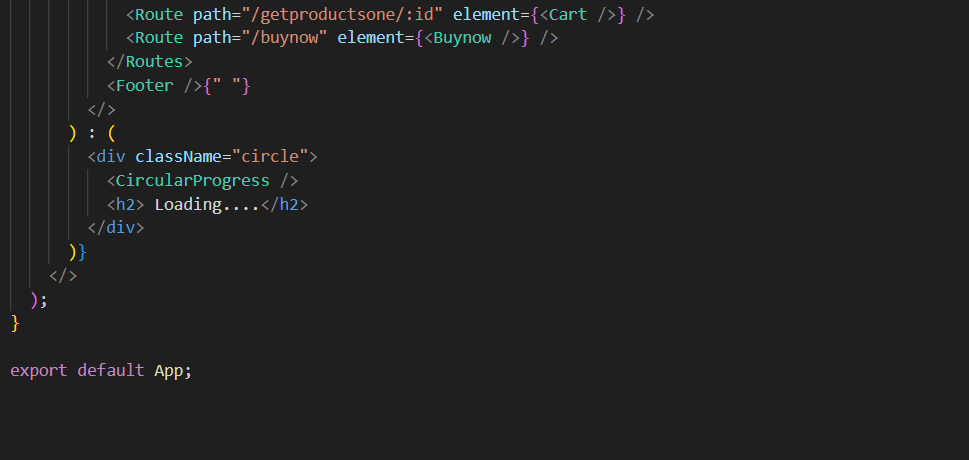 <Route path="/getproductsone/:id" element={<Cart />} />
<Route path="/buynow" element={<Buynow />} />
</Routes>
<Footer />{" "}
</>
) : (
<div className="circle">
<CircularProgress />
<h2> Loading....</h2>
</div>
)}
</>
);
}
export default App;